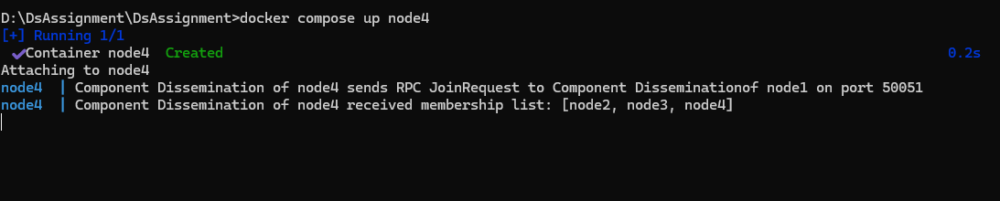 D:\DsAssignment\DsAssignment>docker compose up node4
[+] Running 1/1
✔Container node4  Created 0.2s
Attaching to node4
node4  | Component Dissemination of node4 sends RPC JoinRequest to Component Disseminationof node1 on port 50051
node4  | Component Dissemination of node4 received membership list: [node2, node3, node4]